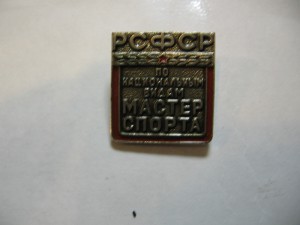 РСФСР
ПО
НАЦИОНАЛЬНЫМ
ВИДАМ
МАСТЕР
СПОРТА